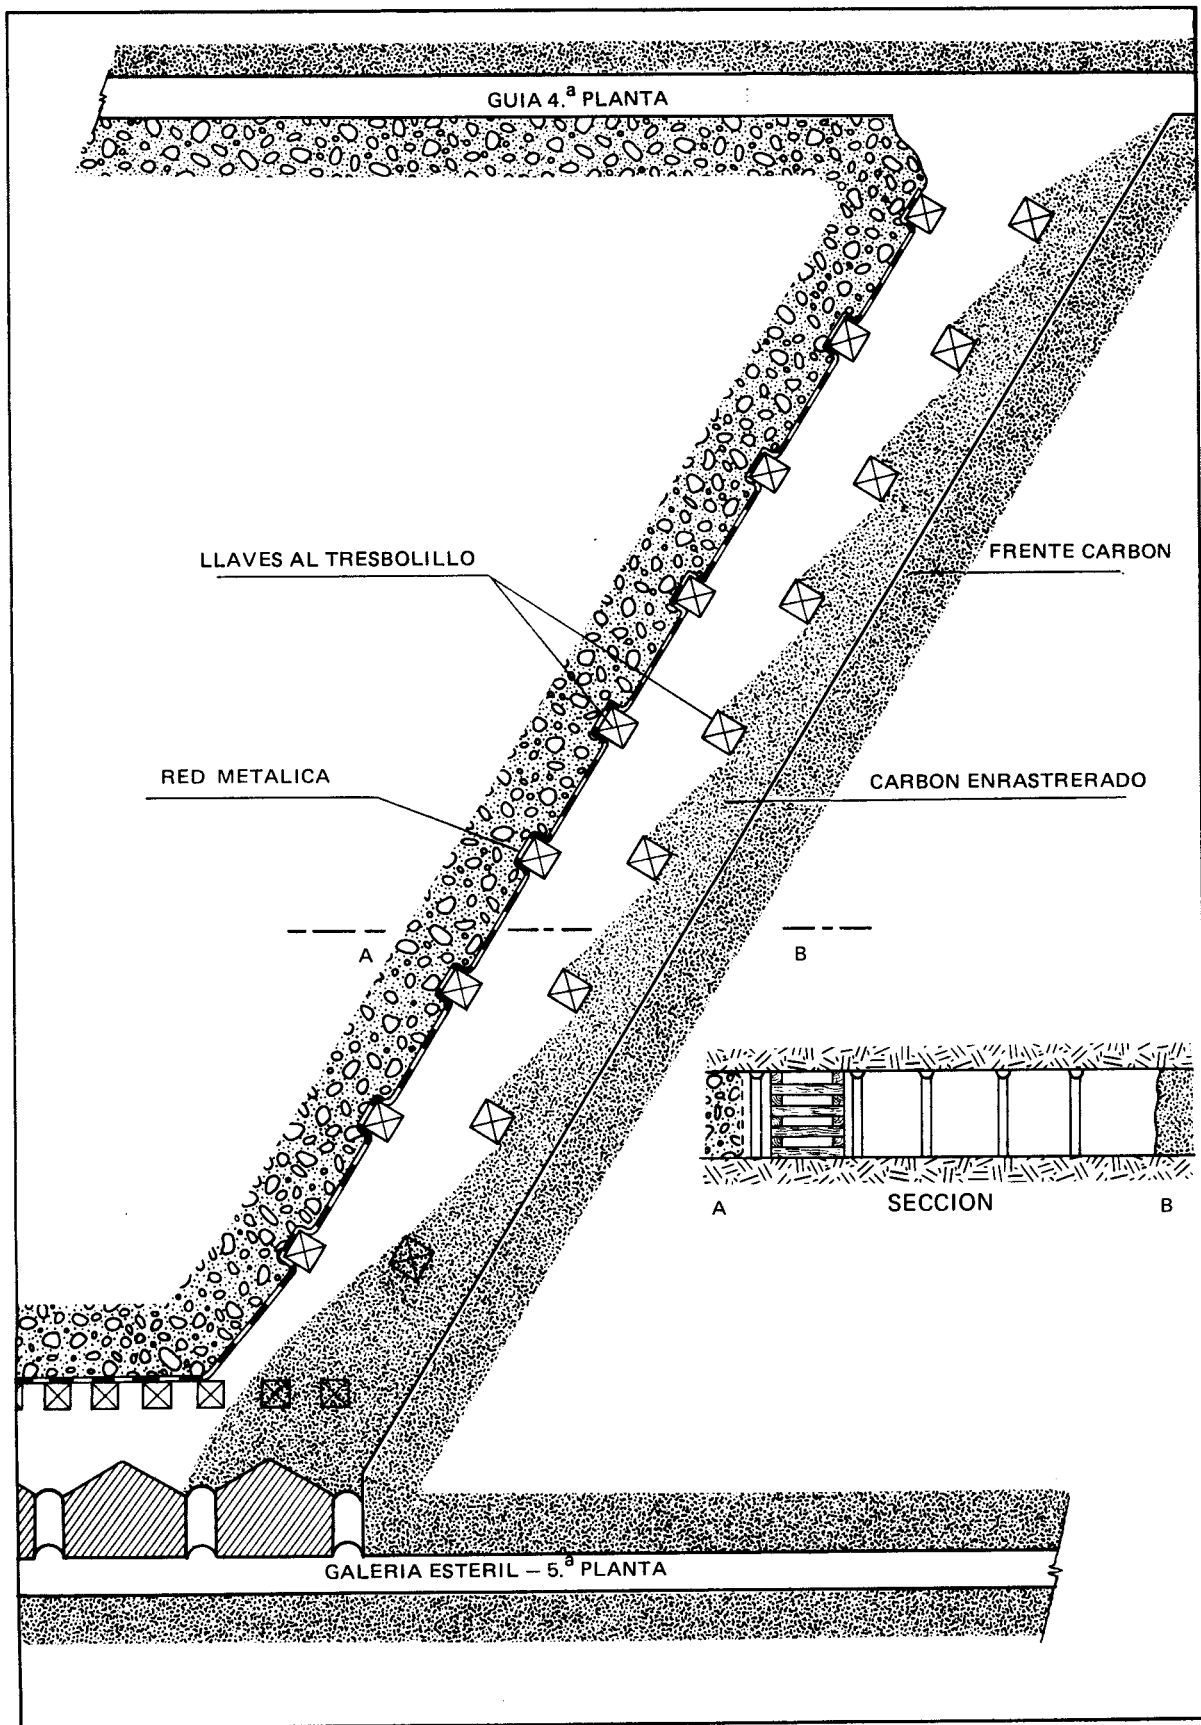 GUIA 4.ª PLANTA
LLAVES AL TRESBOLILLO
FRENTE CARBON
RED METALICA
CARBON ENRASTRERADO
A
B
A
SECCION
B
GALERIA ESTERIL – 5.ª PLANTA